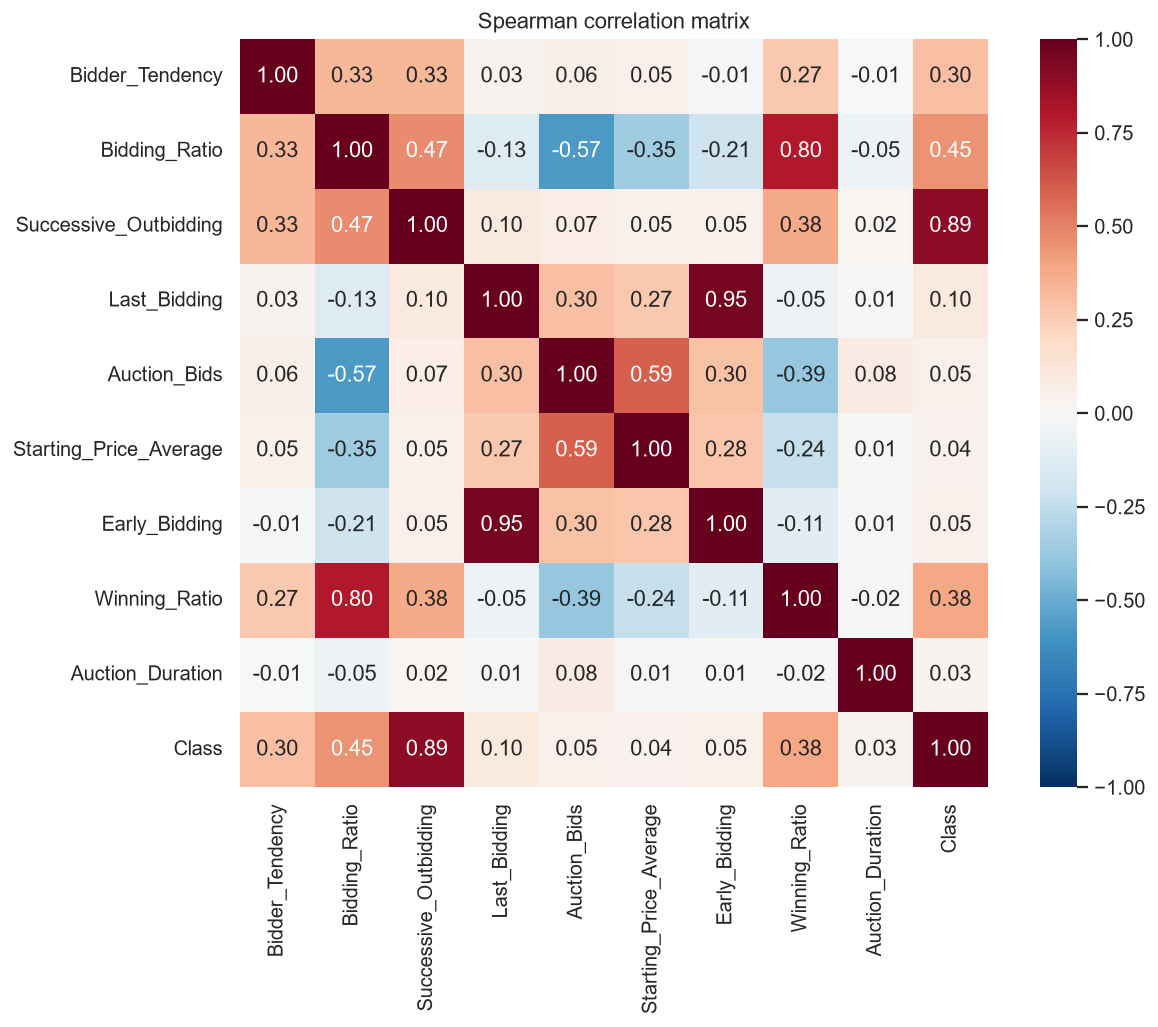 Spearman correlation matrix
Bidder_Tendency 1.00 0.33 0.33 0.03 0.06 0.05 -0.01 0.27 -0.01 0.30
Bidding_Ratio 0.33 1.00 0.47 -0.13 -0.57 -0.35 -0.21 0.80 -0.05 0.45
Successive_Outbidding 0.33 0.47 1.00 0.10 0.07 0.05 0.05 0.38 0.02 0.89
Last_Bidding 0.03 -0.13 0.10 1.00 0.30 0.27 0.95 -0.05 0.01 0.10
Auction_Bids 0.06 -0.57 0.07 0.30 1.00 0.59 0.30 -0.39 0.08 0.05
Starting_Price_Average 0.05 -0.35 0.05 0.27 0.59 1.00 0.28 -0.24 0.01 0.04
Early_Bidding -0.01 -0.21 0.05 0.95 0.30 0.28 1.00 -0.11 0.01 0.05
Winning_Ratio 0.27 0.80 0.38 -0.05 -0.39 -0.24 -0.11 1.00 -0.02 0.38
Auction_Duration -0.01 -0.05 0.02 0.01 0.08 0.01 0.01 -0.02 1.00 0.03
Class 0.30 0.45 0.89 0.10 0.05 0.04 0.05 0.38 0.03 1.00
Bidder_Tendency
Bidding_Ratio
Successive_Outbidding
Last_Bidding
Auction_Bids
Starting_Price_Average
Early_Bidding
Winning_Ratio
Auction_Duration
Class
1.00
0.75
0.50
0.25
0.00
−0.25
−0.50
−0.75
−1.00